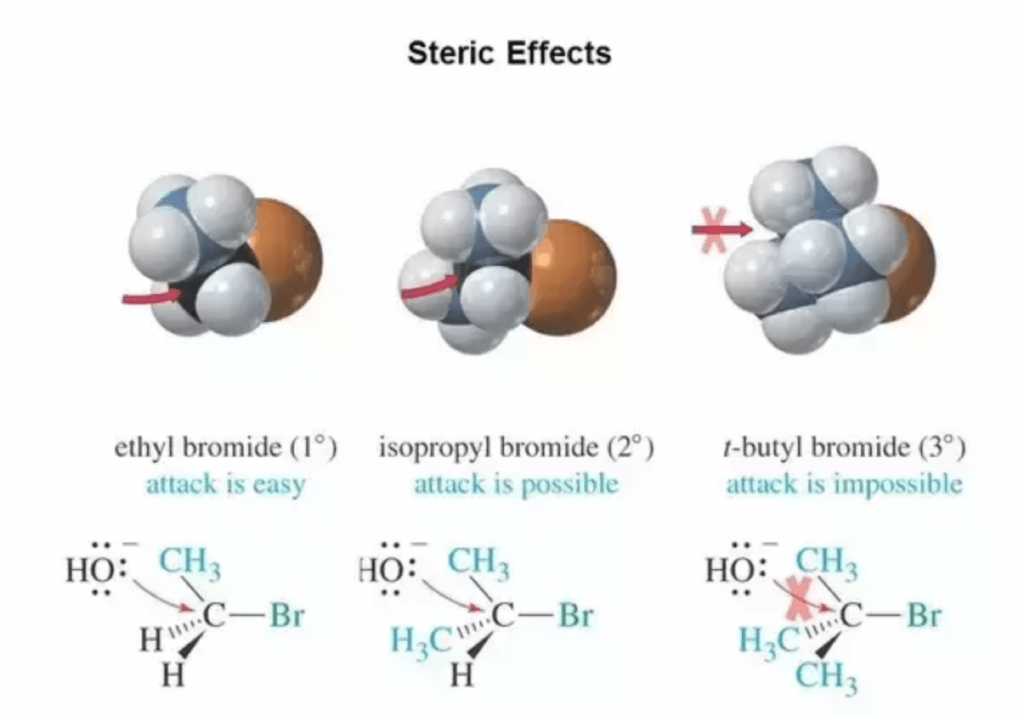 Steric Effects
ethyl bromide (1°)
attack is easy
isopropyl bromide (2°)
attack is possible
t-butyl bromide (3°)
attack is impossible
HO:⁻ CH₃
C—Br
H
H
HO:⁻ CH₃
C—Br
H₃C
H
HO:⁻ CH₃
C—Br
H₃C
CH₃